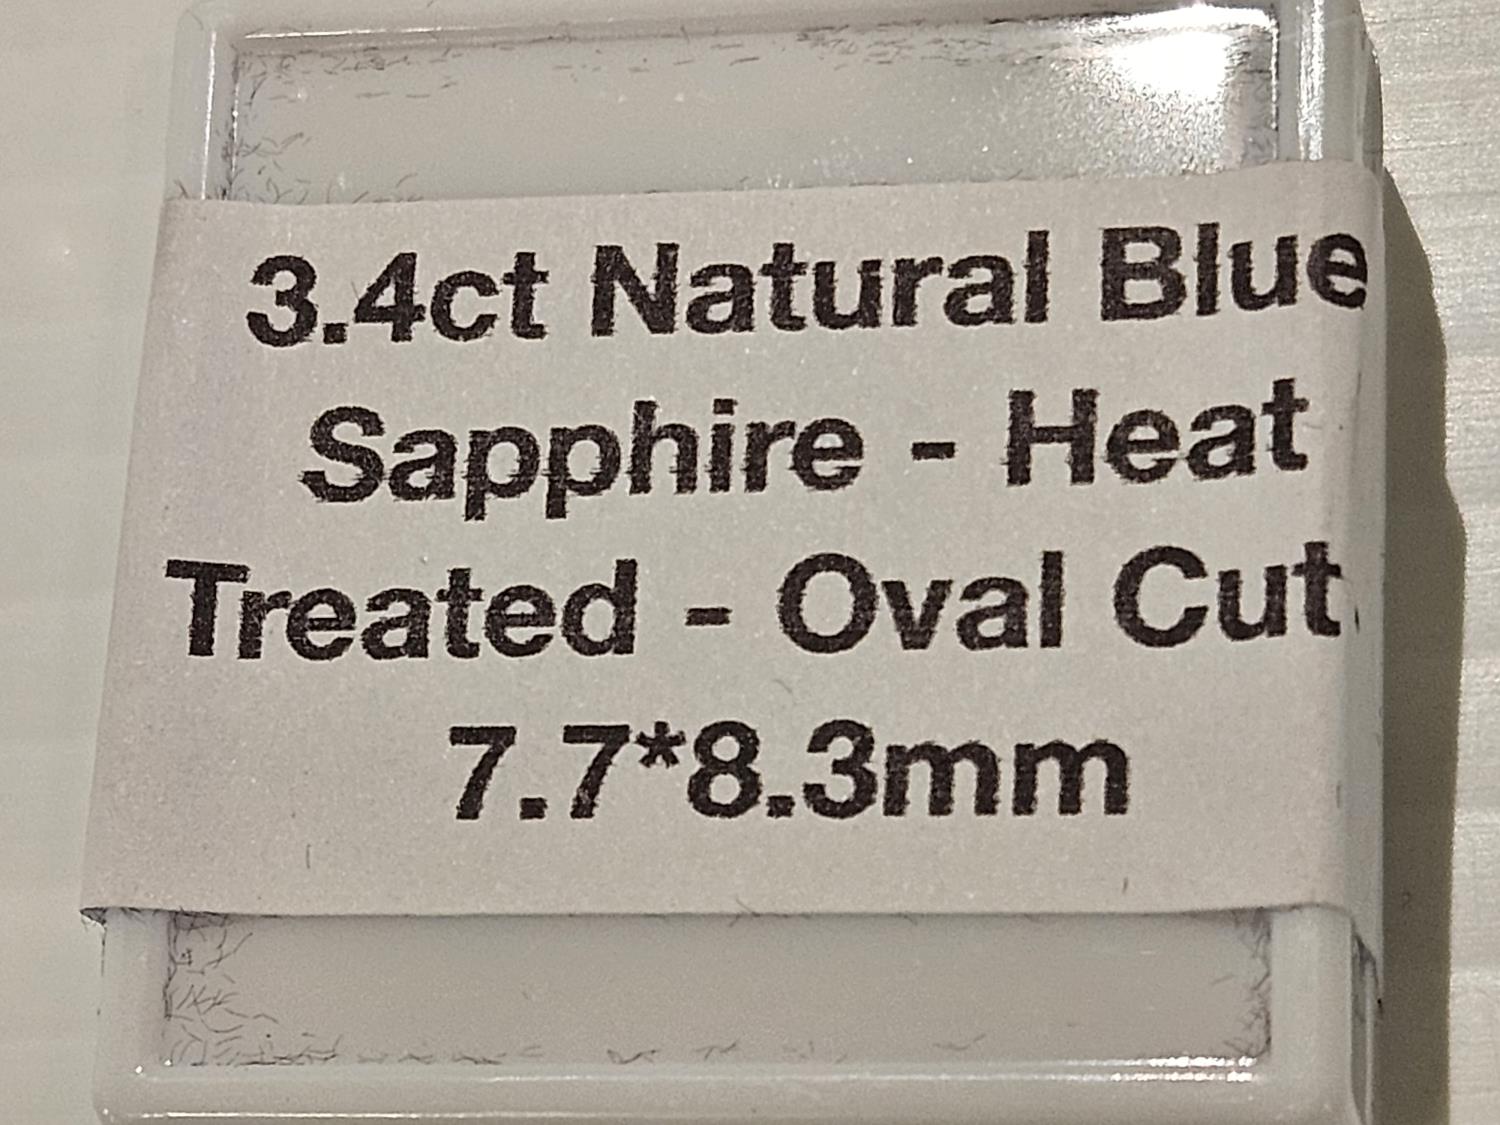 3.4ct Natural Blue
Sapphire - Heat
Treated - Oval Cut
7.7*8.3mm